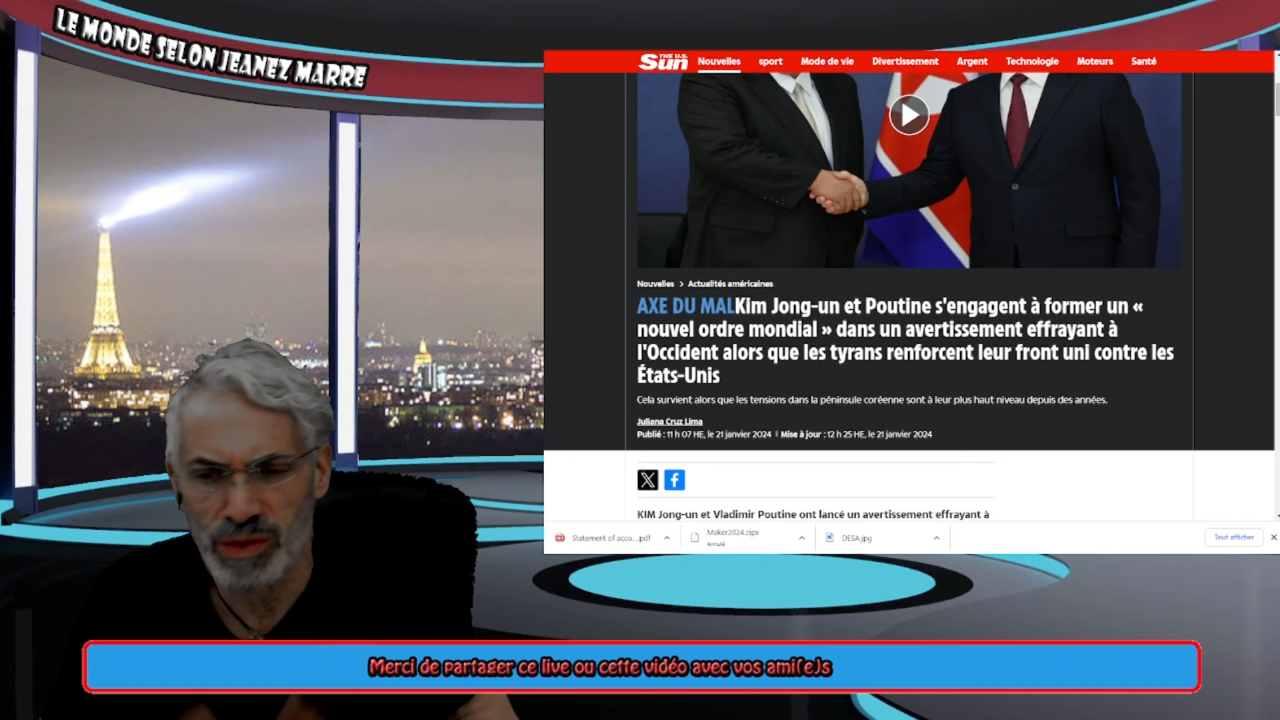 LE MONDE SELON JEANEZ MARRE
THE U.S. Sun Nouvelles sport Mode de vie Divertissement Argent Technologie Moteurs Santé
Nouvelles > Actualités américaines
AXE DU MALKim Jong-un et Poutine s'engagent à former un «
nouvel ordre mondial » dans un avertissement effrayant à
l'Occident alors que les tyrans renforcent leur front uni contre les
États-Unis
Cela survient alors que les tensions dans la péninsule coréenne sont à leur plus haut niveau depuis des années.
Juliana Cruz Lima
Publié : 11 h 07 HE, le 21 janvier 2024 | Mise à jour : 12 h 25 HE, le 21 janvier 2024
KIM Jong-un et Vladimir Poutine ont lancé un avertissement effrayant à
Statement of acco....pdf Maker2024.zipx DESA.jpg Tout afficher
Annulé
Merci de partager ce live ou cette vidéo avec vos ami(e)s